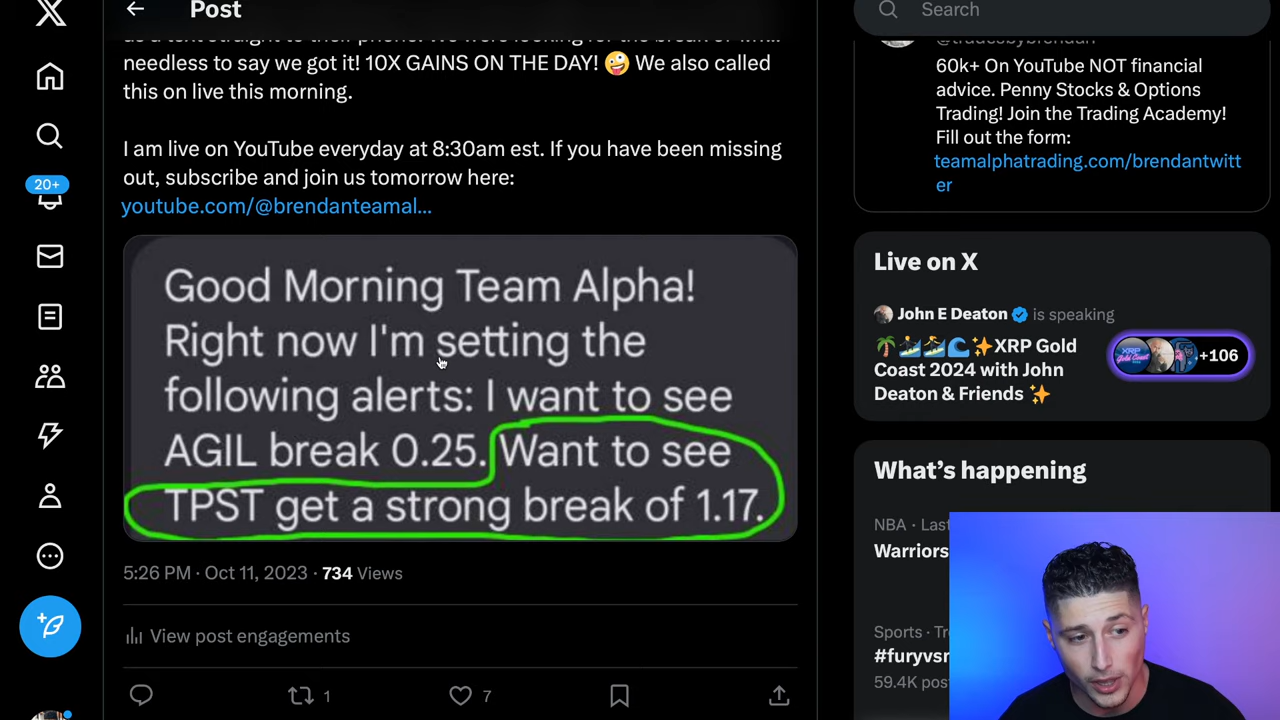 Post
Search
needless to say we got it! 10X GAINS ON THE DAY! 🤪 We also called
this on live this morning.
I am live on YouTube everyday at 8:30am est. If you have been missing
out, subscribe and join us tomorrow here:
youtube.com/@brendanteamal...
Good Morning Team Alpha!
Right now I'm setting the
following alerts: I want to see
AGIL break 0.25. Want to see
TPST get a strong break of 1.17.
5:26 PM · Oct 11, 2023 · 734 Views
View post engagements
1
7
20+
@tradesbybrendan
60k+ On YouTube NOT financial
advice. Penny Stocks & Options
Trading! Join the Trading Academy!
Fill out the form:
teamalphatrading.com/brendantwitt
er
Live on X
John E Deaton is speaking
🌴🏄🏄🌊✨XRP Gold
Coast 2024 with John
Deaton & Friends ✨
+106
What's happening
NBA ·
Warriors
Sports ·
59.4K